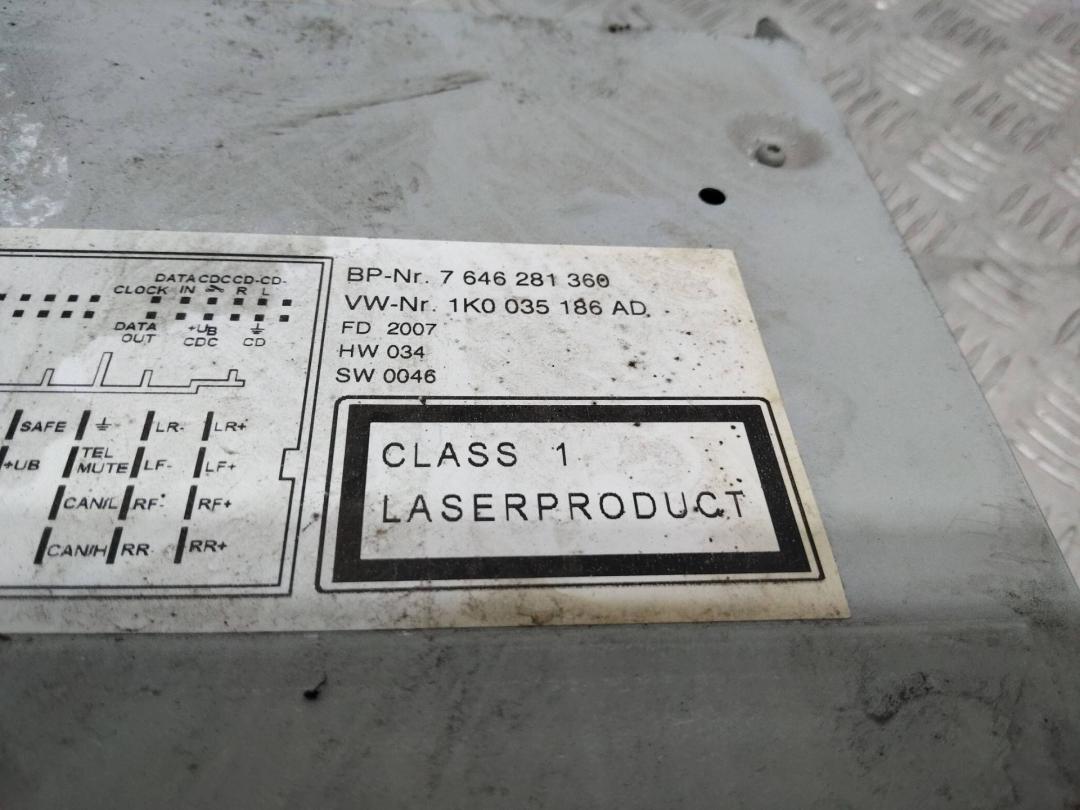 BP-Nr. 7 646 281 360
VW-Nr. 1K0 035 186 AD
FD 2007
HW 034
SW 0046
CLASS 1
LASERPRODUCT
DATA CDC CD- CD-
CLOCK IN R L
DATA +UB CD
OUT CDC
SAFE LR- LR+
+UB TEL MUTE LF- LF+
CAN/L RF- RF+
CAN/H RR- RR+